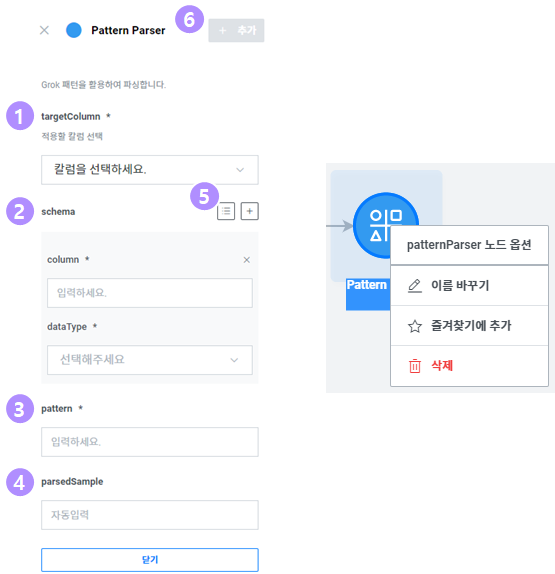 Pattern Parser
6
+ 추가
Grok 패턴을 활용하여 파싱합니다.
1
targetColumn *
적용할 칼럼 선택
칼럼을 선택하세요.
5
2
schema
column *
입력하세요.
dataType *
선택해주세요
3
pattern *
입력하세요.
4
parsedSample
자동입력
닫기
patternParser 노드 옵션
Pattern
이름 바꾸기
즐겨찾기에 추가
삭제